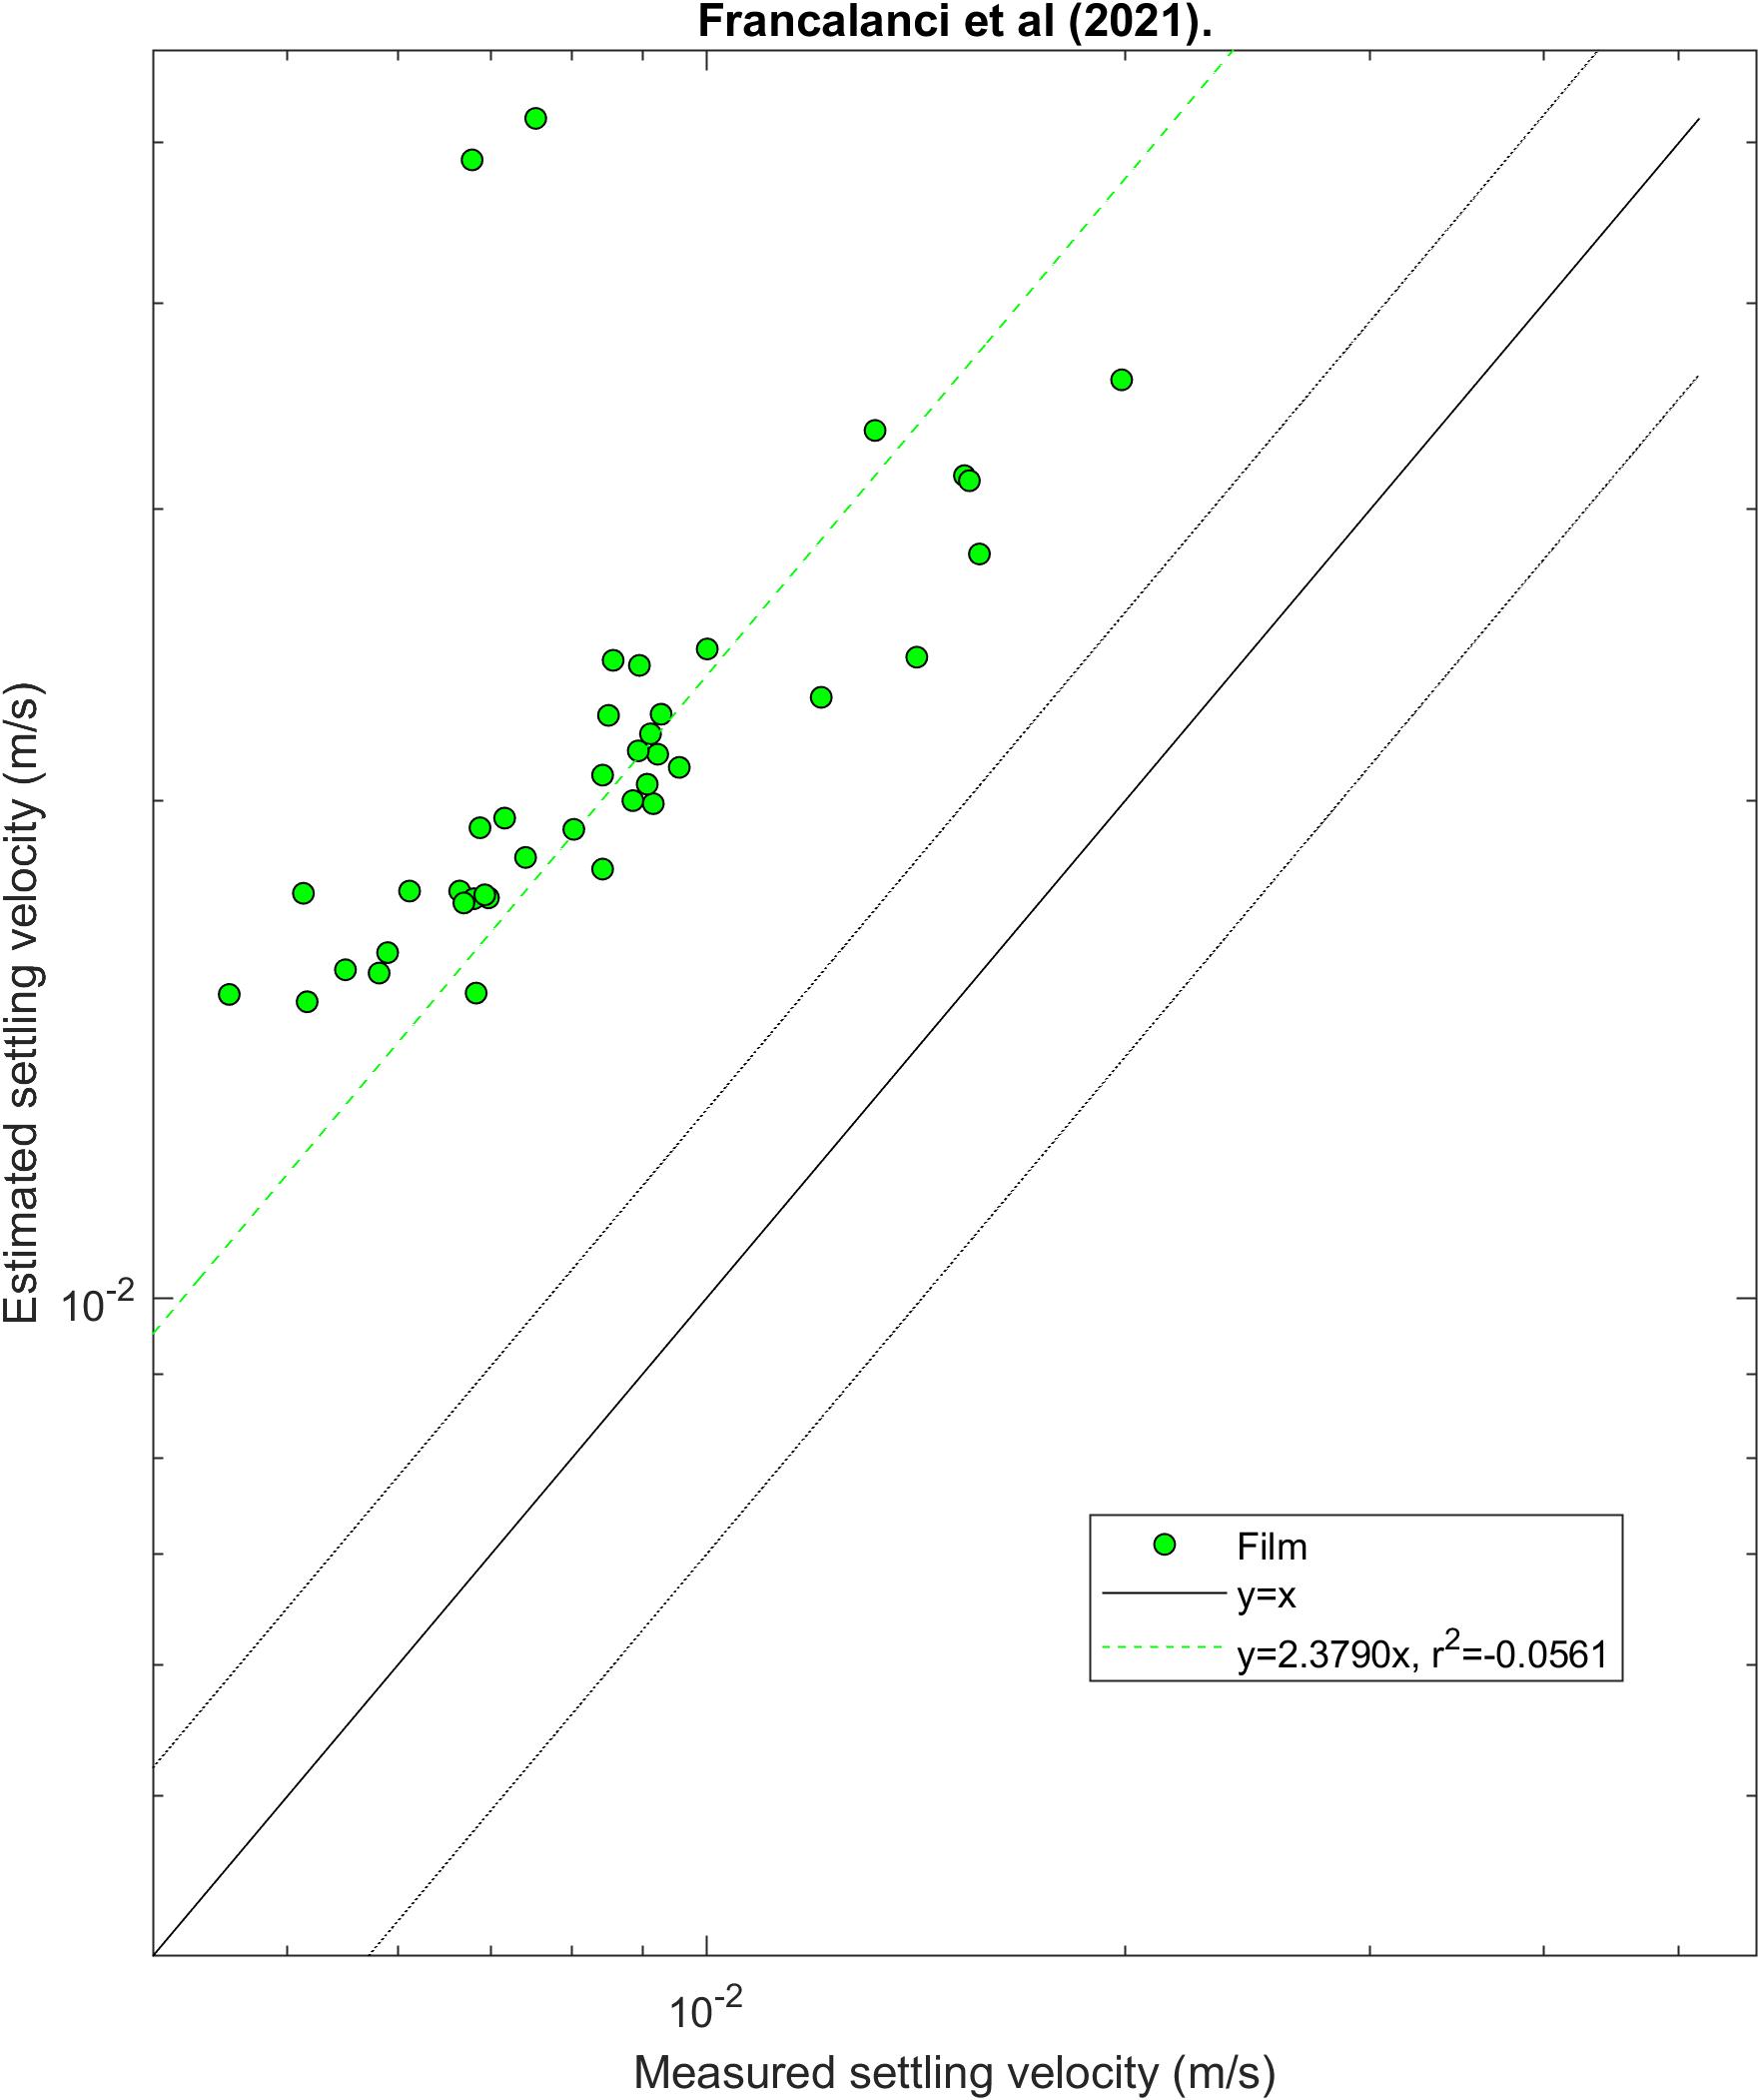 Francalanci et al (2021).
Estimated settling velocity (m/s)
10-2
Film
y=x
y=2.3790x, r2=-0.0561
10-2
Measured settling velocity (m/s)